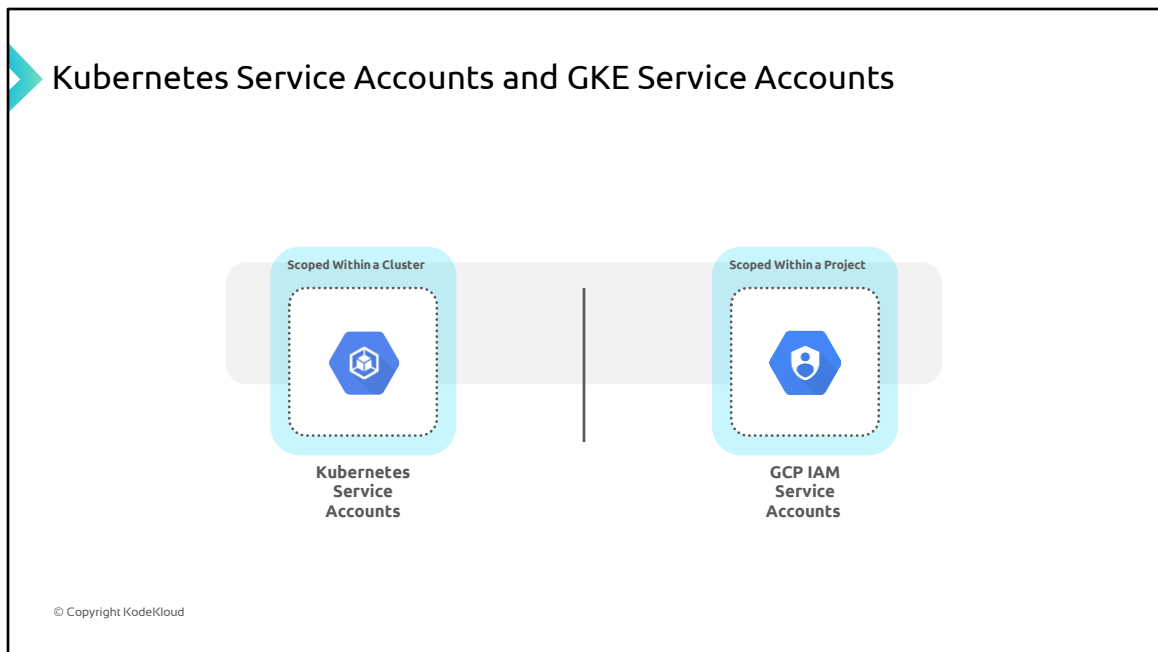 Kubernetes Service Accounts and GKE Service Accounts
Scoped Within a Cluster
Scoped Within a Project
Kubernetes
Service
Accounts
GCP IAM
Service
Accounts
© Copyright KodeKloud